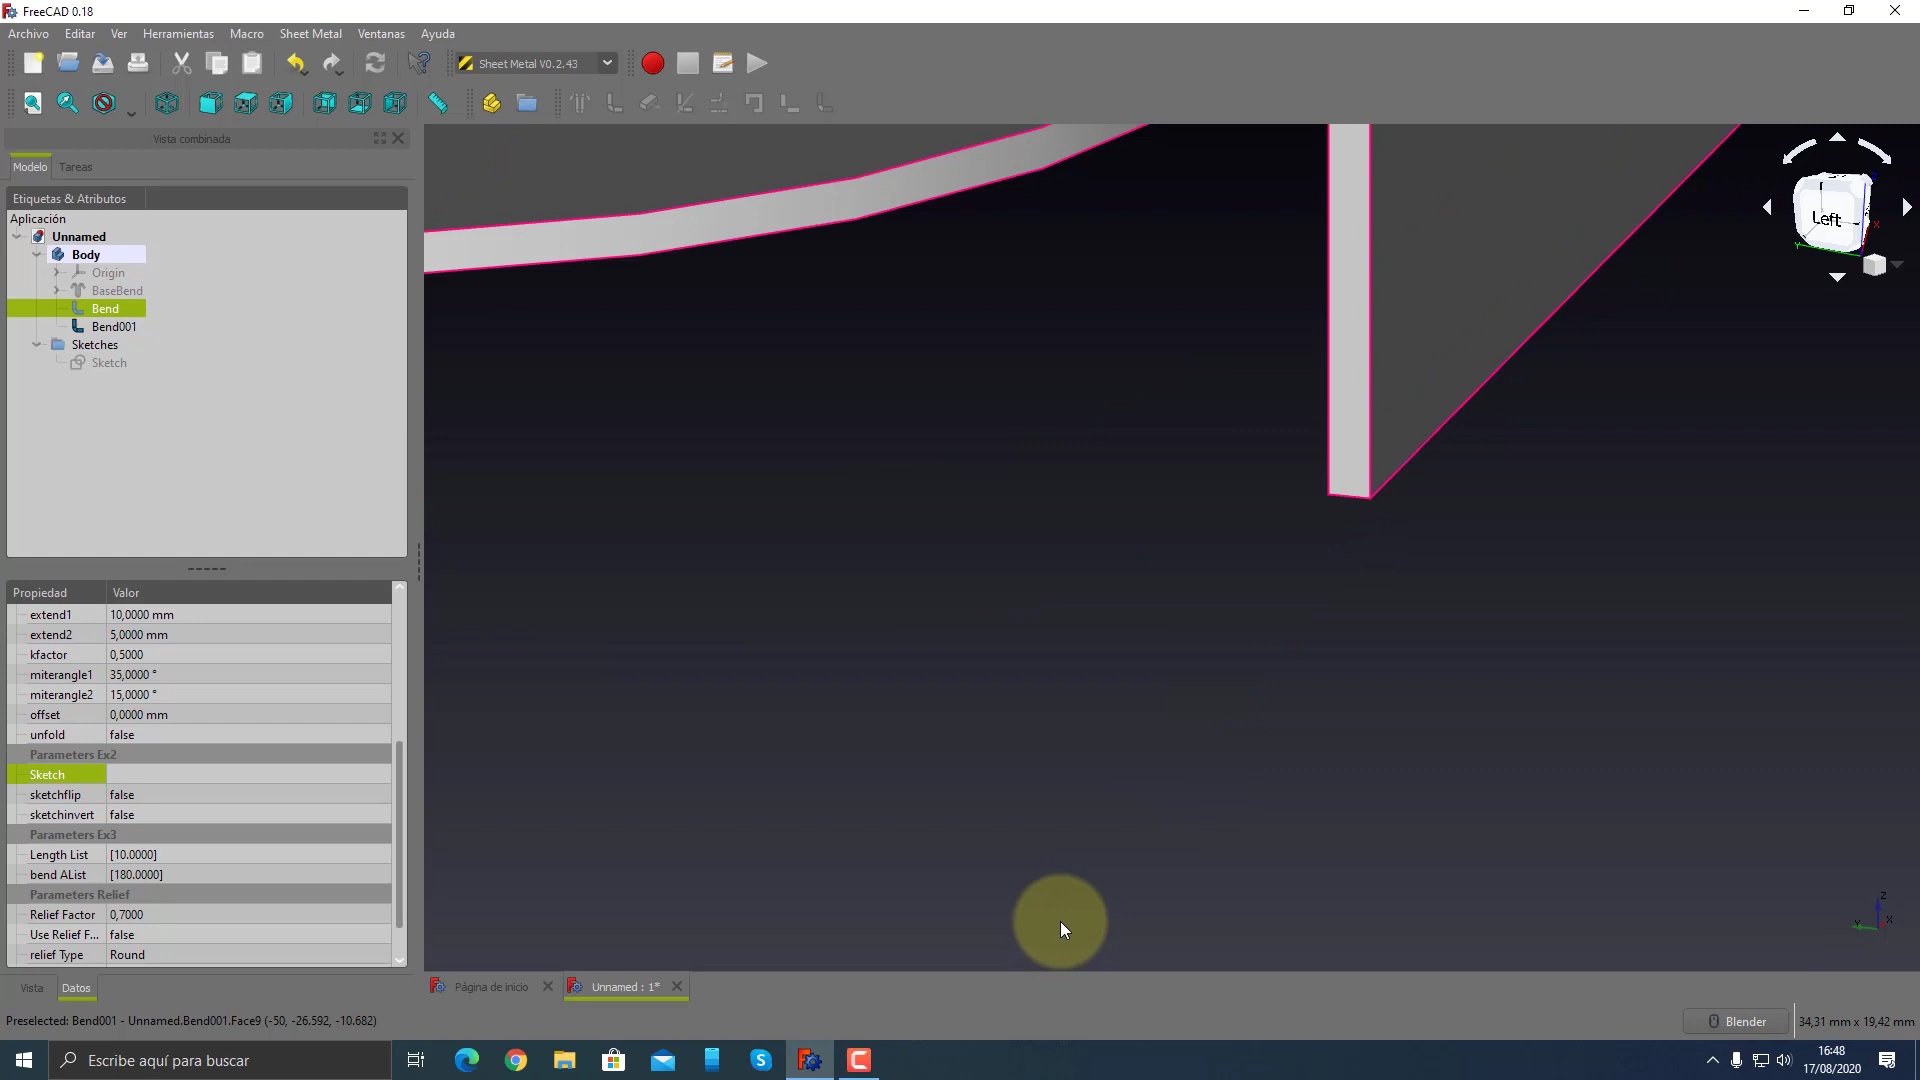 FreeCAD 0.18
Archivo Editar Ver Herramientas Macro Sheet Metal Ventanas Ayuda
Sheet Metal V0.2.43
Vista combinada
Modelo Tareas
Etiquetas & Atributos
Aplicación
Unnamed
Body
Origin
BaseBend
Bend
Bend001
Sketches
Sketch
Propiedad Valor
extend1 10,0000 mm
extend2 5,0000 mm
kfactor 0,5000
miterangle1 35,0000 °
miterangle2 15,0000 °
offset 0,0000 mm
unfold false
Parameters Ex2
Sketch
sketchflip false
sketchinvert false
Parameters Ex3
Length List [10.0000]
bend AList [180.0000]
Parameters Relief
Relief Factor 0,7000
Use Relief F... false
relief Type Round
Vista Datos
Left
Z
X
Y
Z
X
Y
Página de inicio Unnamed : 1*
Preselected: Bend001 - Unnamed.Bend001.Face9 (-50, -26.592, -10.682)
Blender 34,31 mm x 19,42 mm
Escribe aquí para buscar
16:48
17/08/2020